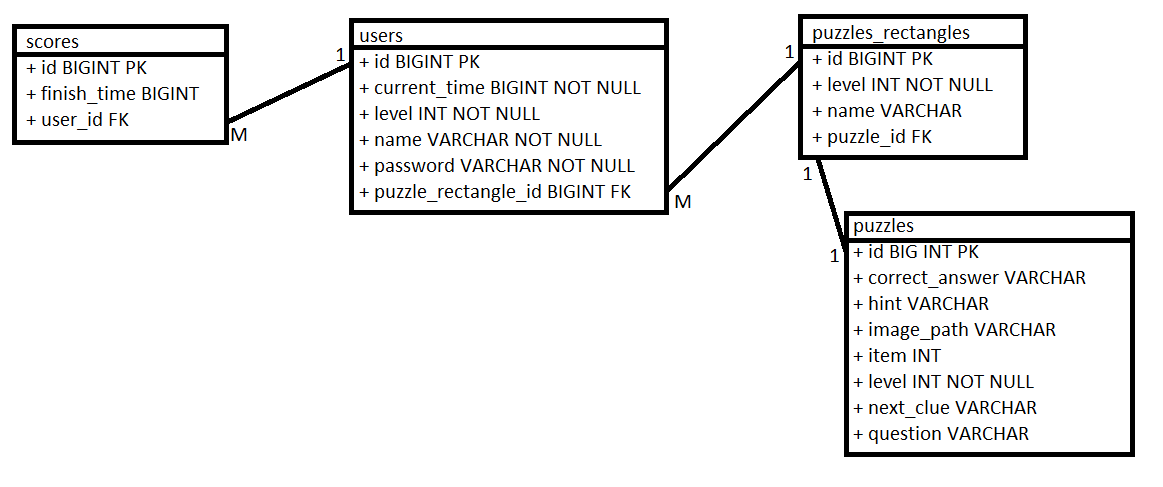 scores
+ id BIGINT PK
+ finish_time BIGINT
+ user_id FK
M
1
users
+ id BIGINT PK
+ current_time BIGINT NOT NULL
+ level INT NOT NULL
+ name VARCHAR NOT NULL
+ password VARCHAR NOT NULL
+ puzzle_rectangle_id BIGINT FK
M
1
puzzles_rectangles
+ id BIGINT PK
+ level INT NOT NULL
+ name VARCHAR
+ puzzle_id FK
1
1
puzzles
+ id BIG INT PK
+ correct_answer VARCHAR
+ hint VARCHAR
+ image_path VARCHAR
+ item INT
+ level INT NOT NULL
+ next_clue VARCHAR
+ question VARCHAR